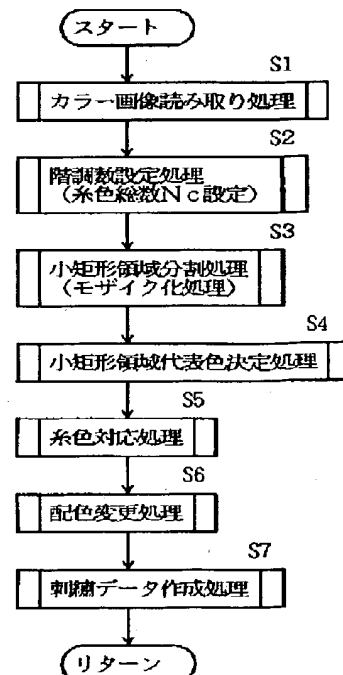 スタート
S1
カラー画像読み取り処理
S2
階調数設定処理
(糸色総数Nc設定)
S3
小矩形領域分割処理
(モザイク化処理)
S4
小矩形領域代表色決定処理
S5
糸色対応処理
S6
配色変更処理
S7
刺繍データ作成処理
リターン